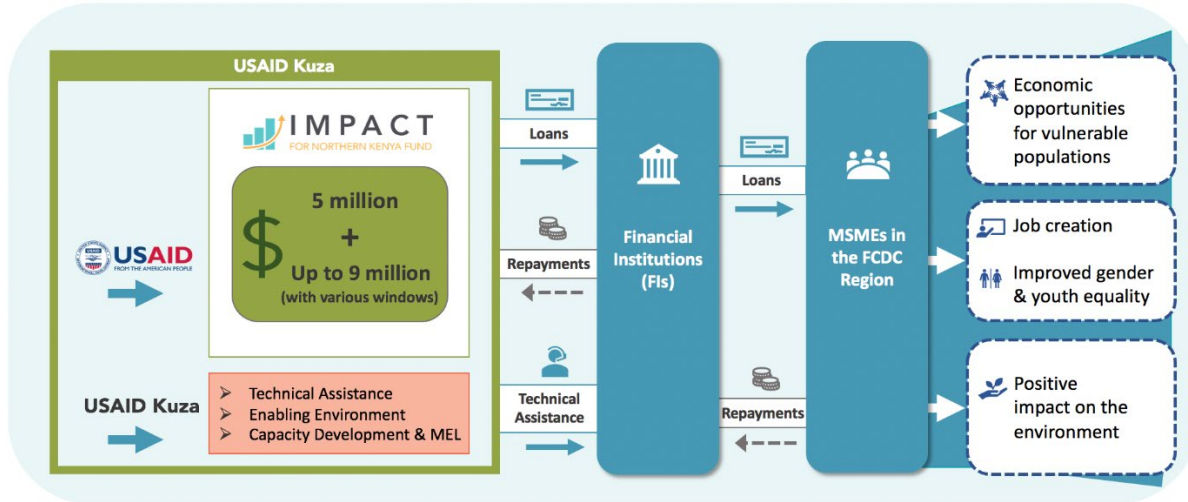 USAID Kuza
IMPACT
FOR NORTHERN KENYA FUND
$
5 million
+
Up to 9 million
(with various windows)
USAID
FROM THE AMERICAN PEOPLE
USAID Kuza
Technical Assistance
Enabling Environment
Capacity Development & MEL
Loans
Repayments
Technical
Assistance
Financial
Institutions
(FIs)
Loans
Repayments
MSMEs in
the FCDC
Region
Economic
opportunities
for vulnerable
populations
Job creation
Improved gender
& youth equality
Positive
impact on the
environment